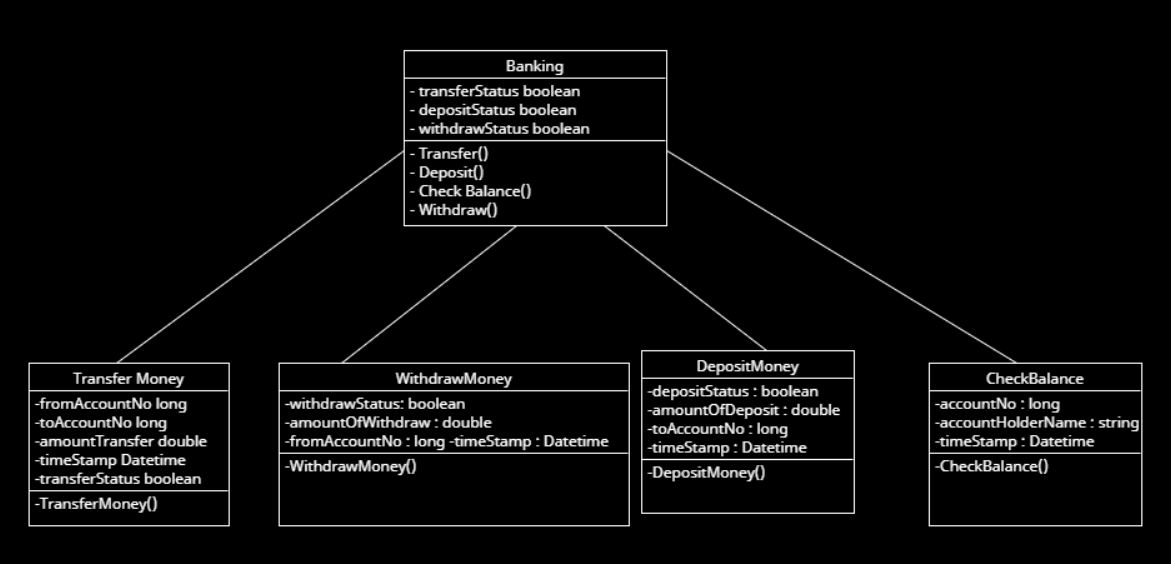 Banking
- transferStatus boolean
- depositStatus boolean
- withdrawStatus boolean
- Transfer()
- Deposit()
- Check Balance()
- Withdraw()
Transfer Money
-fromAccountNo long
-toAccountNo long
-amountTransfer double
-timeStamp Datetime
-transferStatus boolean
-TransferMoney()
WithdrawMoney
-withdrawStatus: boolean
-amountOfWithdraw : double
-fromAccountNo : long -timeStamp : Datetime
-WithdrawMoney()
DepositMoney
-depositStatus : boolean
-amountOfDeposit : double
-toAccountNo : long
-timeStamp : Datetime
-DepositMoney()
CheckBalance
-accountNo : long
-accountHolderName : string
-timeStamp : Datetime
-CheckBalance()